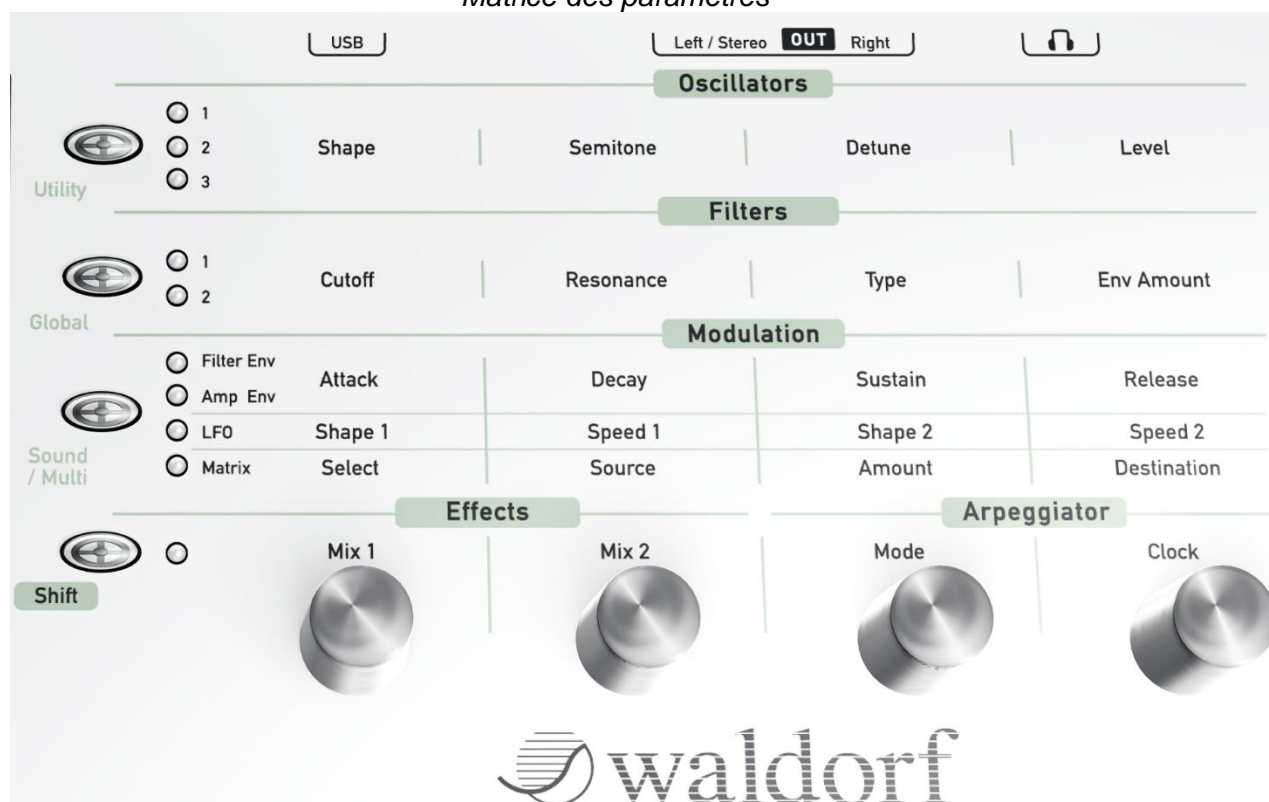 Matrice des paramètres
USB
Left / Stereo OUT Right
Oscillators
1
2
3
Shape Semitone Detune Level
Utility
Filters
1
2
Cutoff Resonance Type Env Amount
Global
Modulation
Filter Env
Amp Env
Attack Decay Sustain Release
LFO Shape 1 Speed 1 Shape 2 Speed 2
Matrix Select Source Amount Destination
Sound
/ Multi
Effects Arpeggiator
Mix 1 Mix 2 Mode Clock
Shift
waldorf